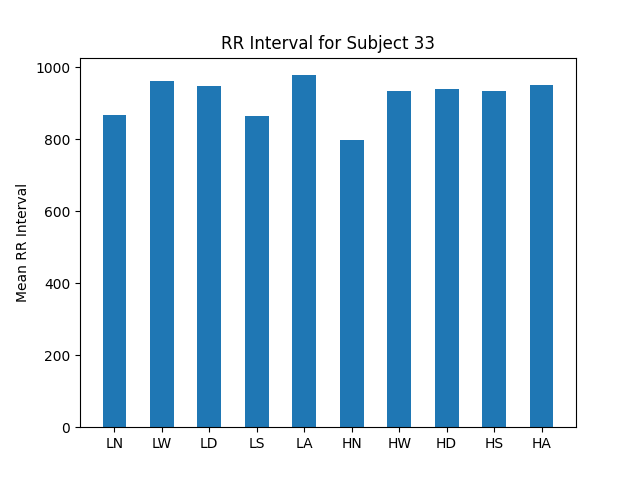 RR Interval for Subject 33
Mean RR Interval
1000
800
600
400
200
0
LN LW LD LS LA HN HW HD HS HA